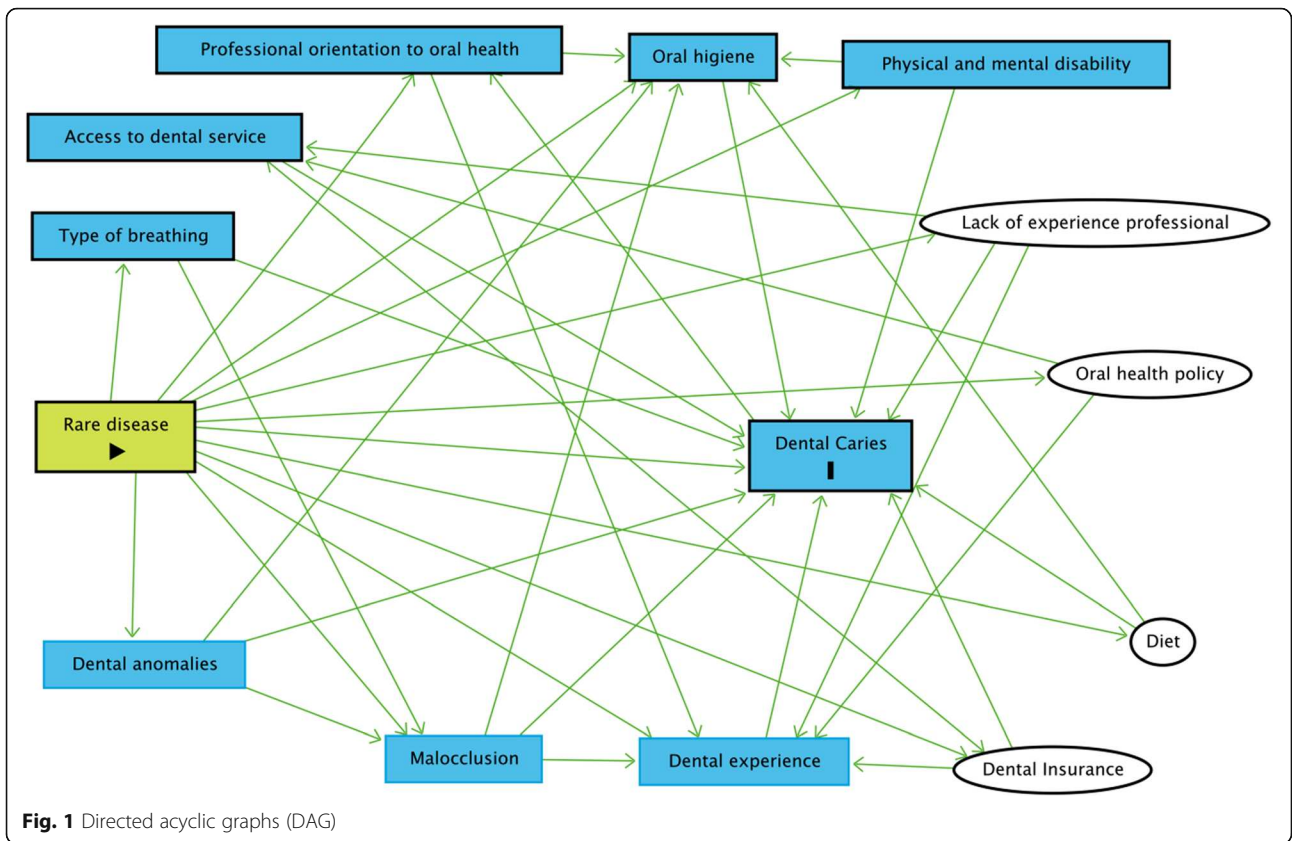 Professional orientation to oral health
Oral higiene
Physical and mental disability
Access to dental service
Type of breathing
Lack of experience professional
Oral health policy
Rare disease
Dental Caries
Dental anomalies
Diet
Malocclusion
Dental experience
Dental Insurance
Fig. 1 Directed acyclic graphs (DAG)